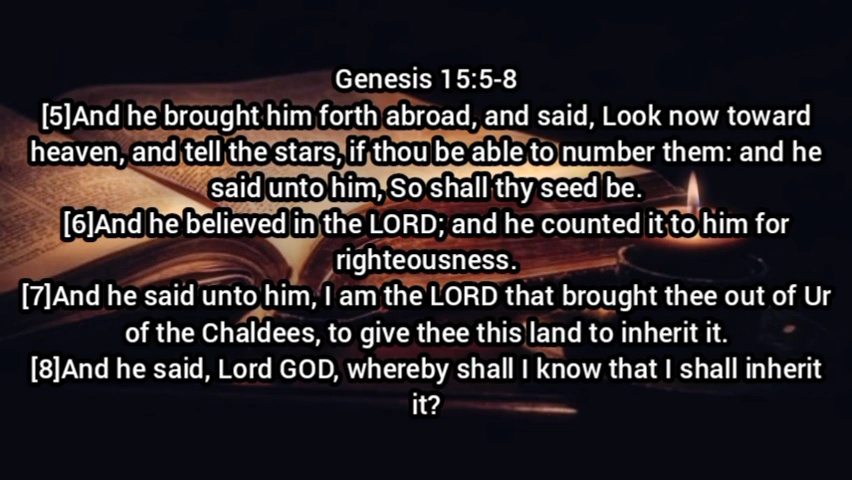 Genesis 15:5-8
[5]And he brought him forth abroad, and said, Look now toward
heaven, and tell the stars, if thou be able to number them: and he
said unto him, So shall thy seed be.
[6]And he believed in the LORD; and he counted it to him for
righteousness.
[7]And he said unto him, I am the LORD that brought thee out of Ur
of the Chaldees, to give thee this land to inherit it.
[8]And he said, Lord GOD, whereby shall I know that I shall inherit
it?